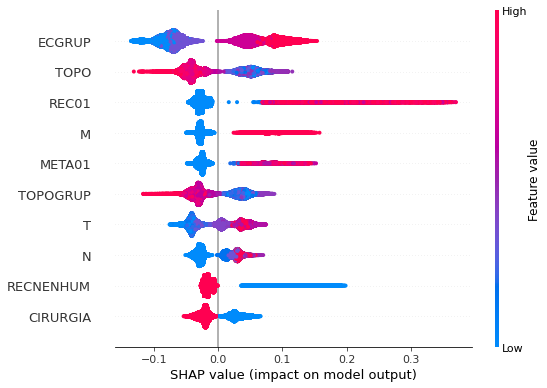 High
ECGRUP
TOPO
REC01
M
META01
TOPOGRUP
T
N
RECNENHUM
CIRURGIA
Feature value
Low
−0.1 0.0 0.1 0.2 0.3
SHAP value (impact on model output)